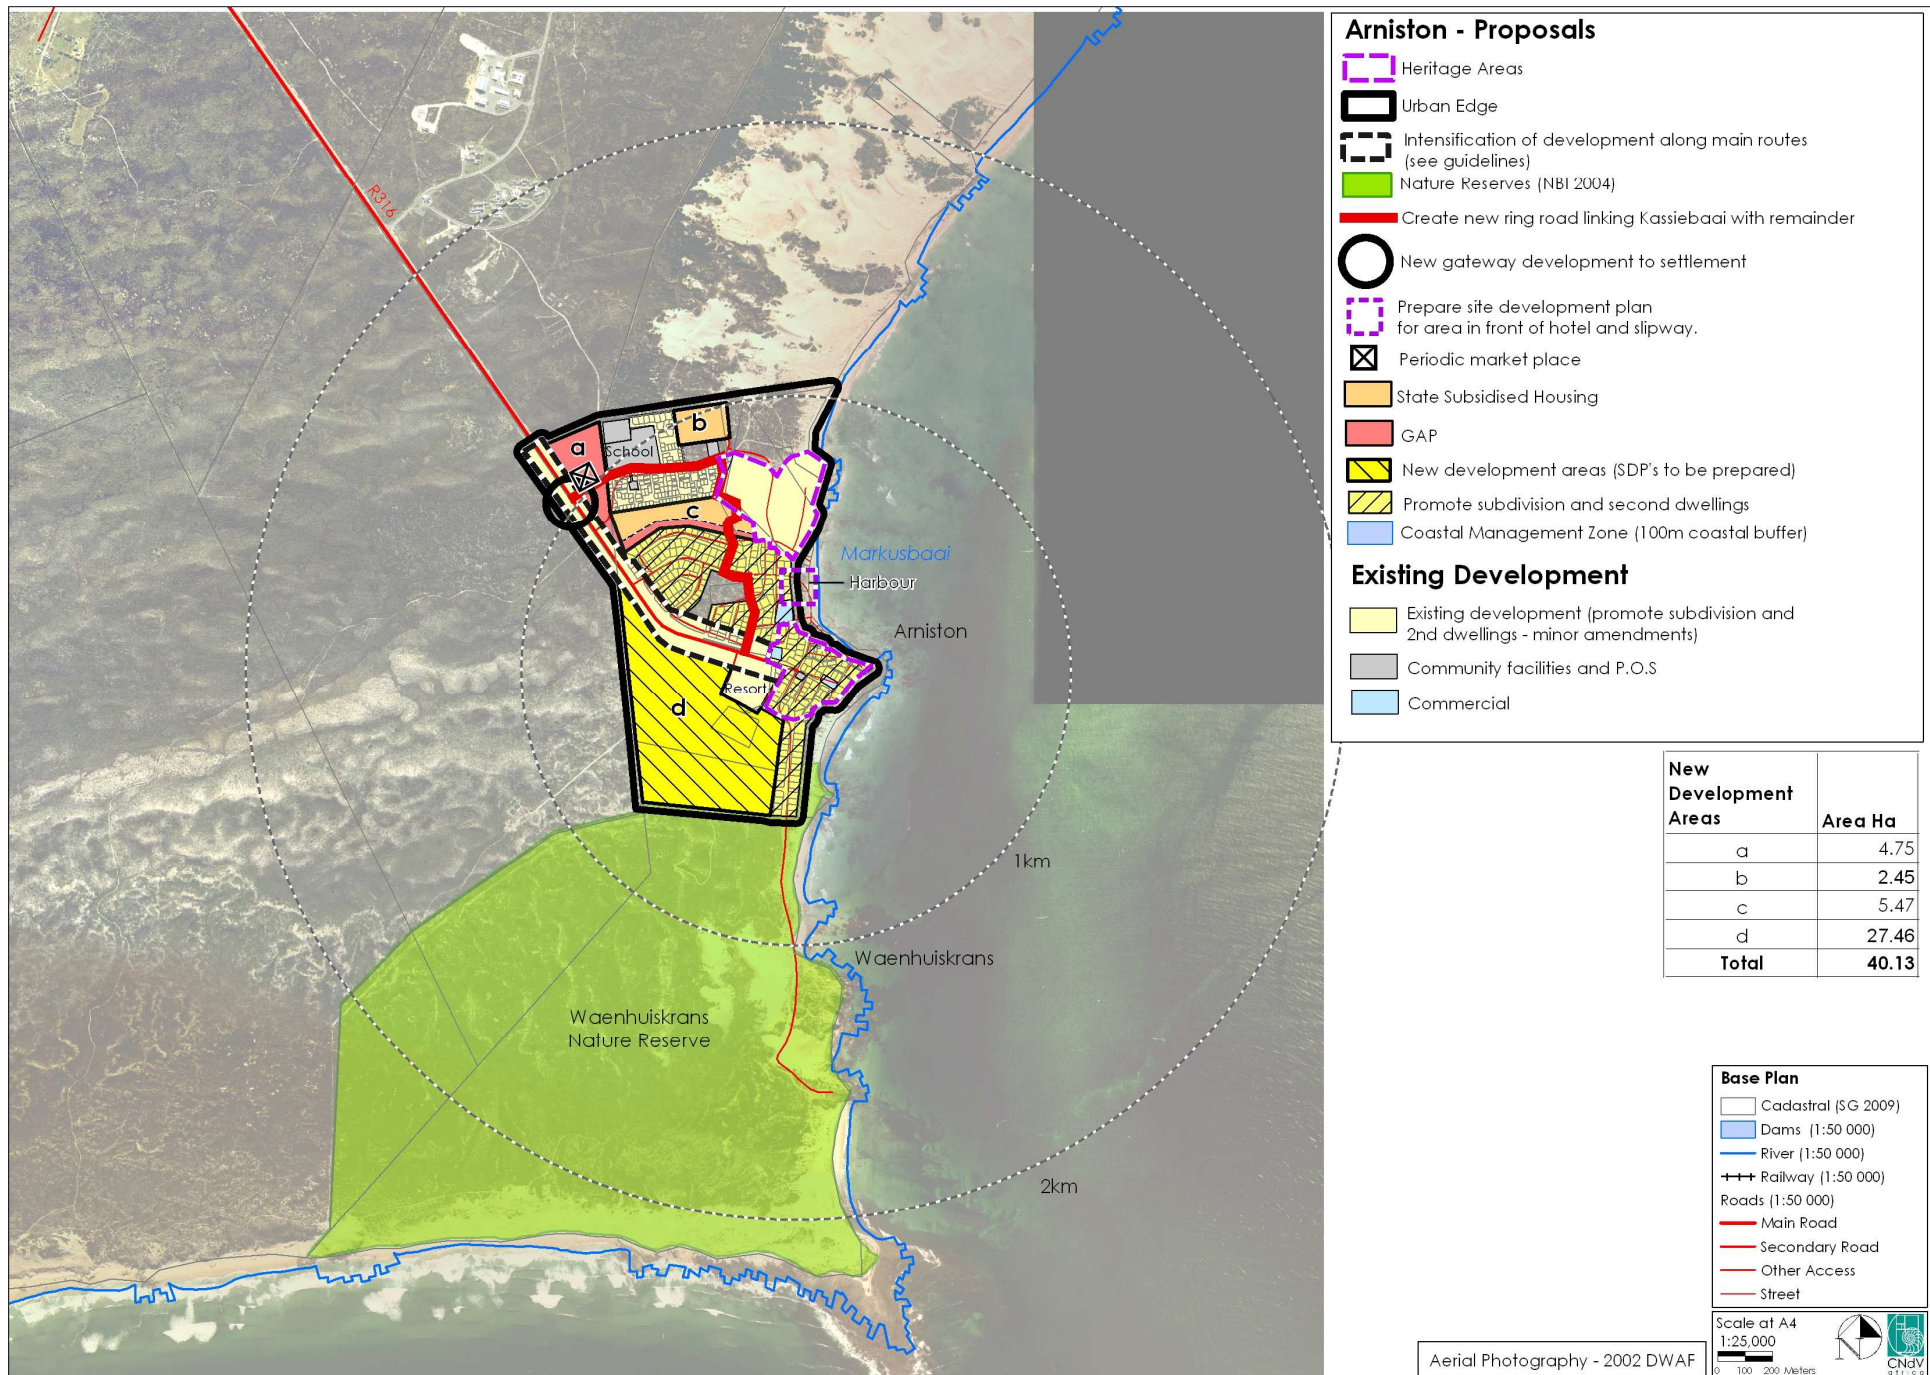 R316
a
School
b
c
Markusbaai
Harbour
Arniston
Resort
d
1km
Waenhuiskrans
Waenhuiskrans
Nature Reserve
2km
Arniston - Proposals
Heritage Areas
Urban Edge
Intensification of development along main routes
(see guidelines)
Nature Reserves (NBI 2004)
Create new ring road linking Kassiebaai with remainder
New gateway development to settlement
Prepare site development plan
for area in front of hotel and slipway.
Periodic market place
State Subsidised Housing
GAP
New development areas (SDP's to be prepared)
Promote subdivision and second dwellings
Coastal Management Zone (100m coastal buffer)
Existing Development
Existing development (promote subdivision and
2nd dwellings - minor amendments)
Community facilities and P.O.S
Commercial
New
Development
Areas Area Ha
a 4.75
b 2.45
c 5.47
d 27.46
Total 40.13
Base Plan
Cadastral (SG 2009)
Dams (1:50 000)
River (1:50 000)
Railway (1:50 000)
Roads (1:50 000)
Main Road
Secondary Road
Other Access
Street
Scale at A4
1:25,000
0 100 200 Meters
N
CNdV
africa
Aerial Photography - 2002 DWAF